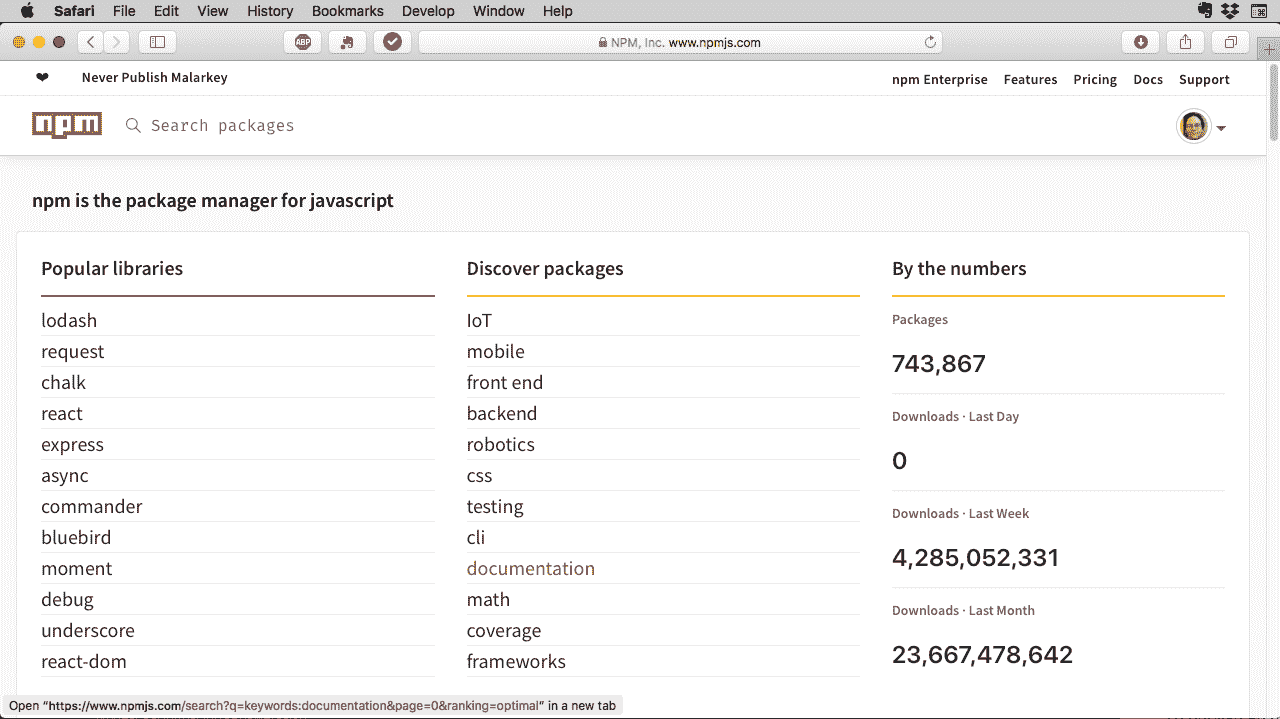 Safari File Edit View History Bookmarks Develop Window Help
ABP NPM, Inc. www.npmjs.com
❤ Never Publish Malarkey npm Enterprise Features Pricing Docs Support
npm Search packages
npm is the package manager for javascript
Popular libraries
lodash
request
chalk
react
express
async
commander
bluebird
moment
debug
underscore
react-dom
Discover packages
IoT
mobile
front end
backend
robotics
css
testing
cli
documentation
math
coverage
frameworks
By the numbers
Packages
743,867
Downloads · Last Day
0
Downloads · Last Week
4,285,052,331
Downloads · Last Month
23,667,478,642
Open “https://www.npmjs.com/search?q=keywords:documentation&page=0&ranking=optimal” in a new tab